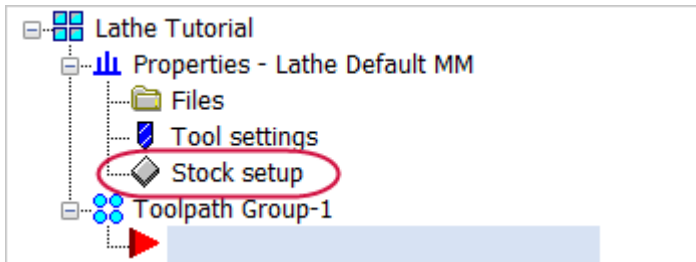 Lathe Tutorial
Properties - Lathe Default MM
Files
Tool settings
Stock setup
Toolpath Group-1